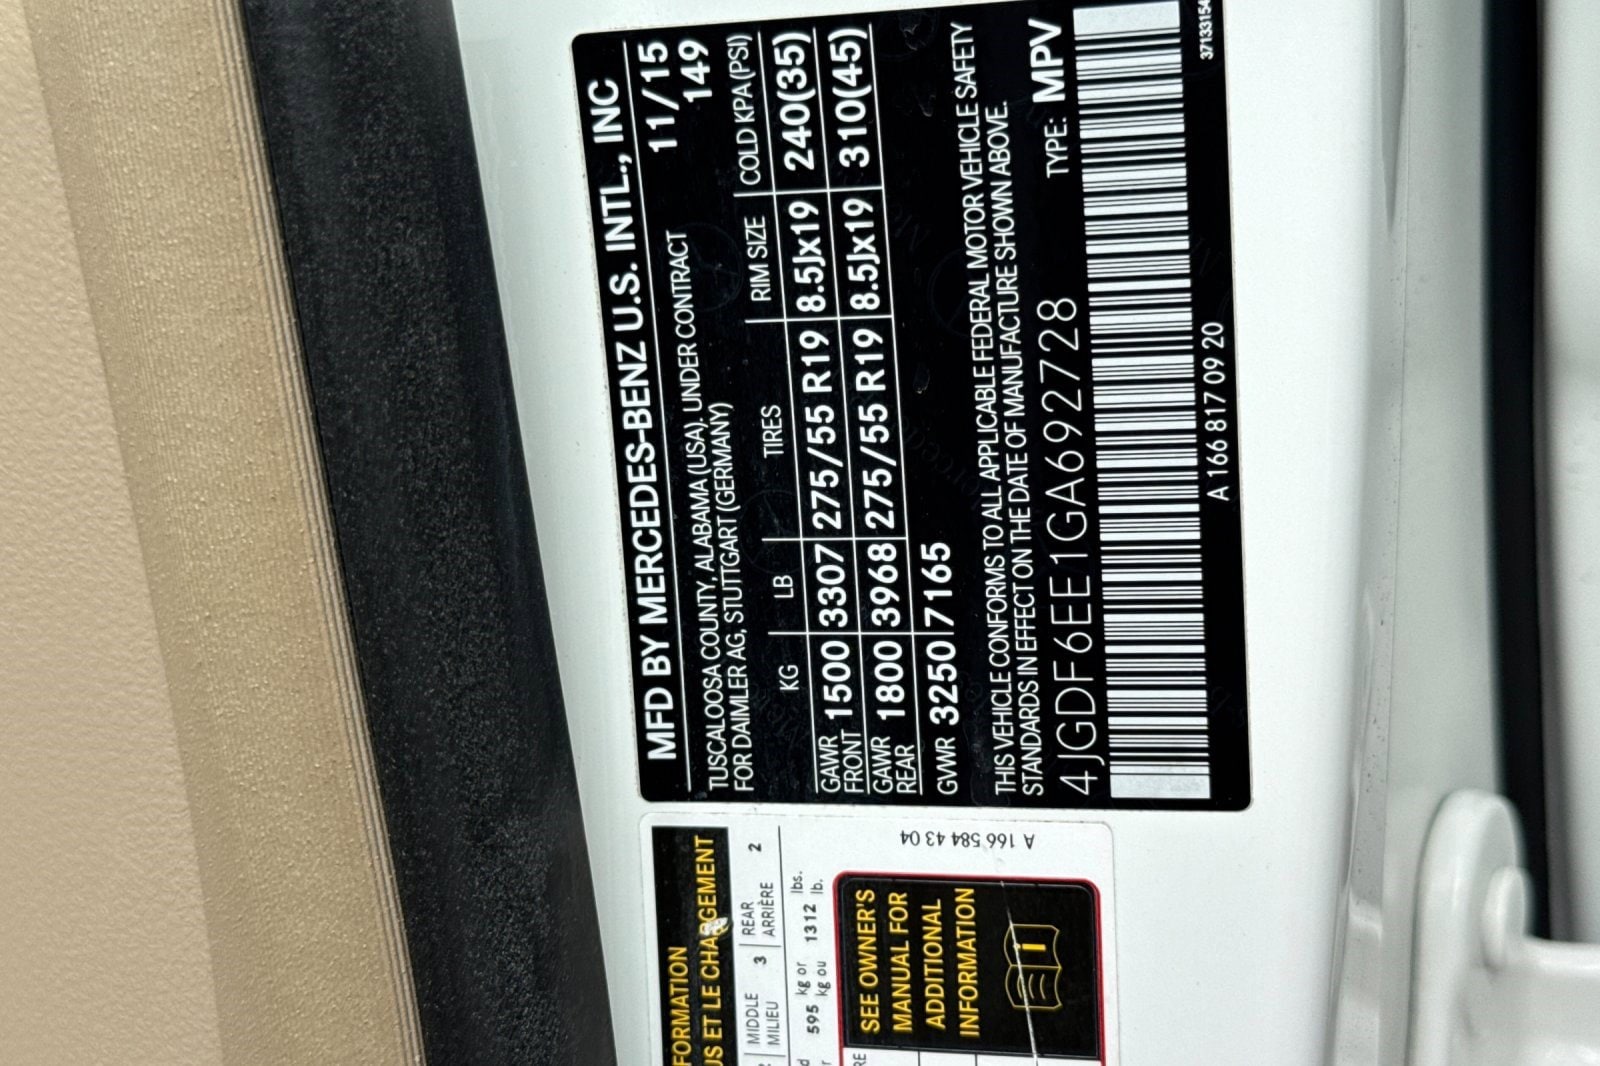 MFD BY MERCEDES-BENZ U.S. INTL., INC
TUSCALOOSA COUNTY, ALABAMA (USA), UNDER CONTRACT 11/15
FOR DAIMLER AG, STUTTGART (GERMANY) 149
KG LB TIRES RIM SIZE COLD KPA (PSI)
GAWR FRONT 1500 3307 275/55 R19 8.5Jx19 240(35)
GAWR REAR 1800 3968 275/55 R19 8.5Jx19 310(45)
GVWR 3250 7165
THIS VEHICLE CONFORMS TO ALL APPLICABLE FEDERAL MOTOR VEHICLE SAFETY
STANDARDS IN EFFECT ON THE DATE OF MANUFACTURE SHOWN ABOVE.
4JGDF6EE1GA692728 TYPE: MPV
A 166 817 09 20
37133154
FORMATION
US ET LE CHARGEMENT
MIDDLE 3 REAR 2
MILIEU ARRIÈRE
595 kg or 1312 lbs.
kg ou lb.
SEE OWNER'S
MANUAL FOR
ADDITIONAL
INFORMATION
A 166 584 43 04